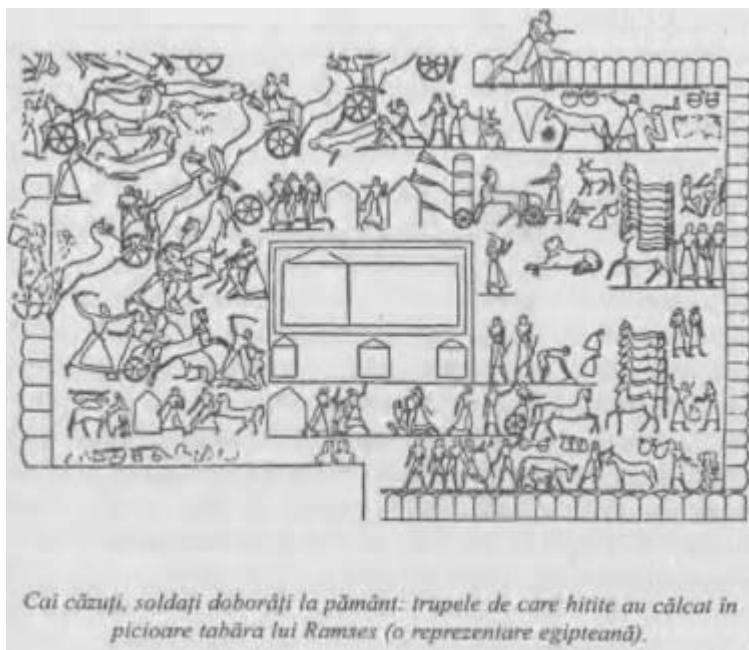 Cai căzuți, soldați doborâți la pământ: trupele de care hitite au călcat în
picioare tabăra lui Ramses (o reprezentare egipteană).